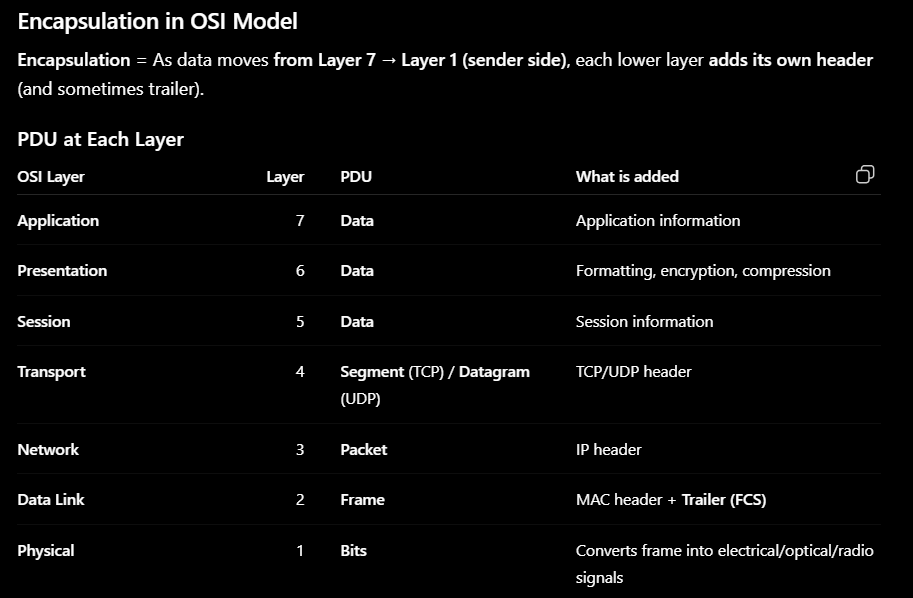 Encapsulation in OSI Model
Encapsulation = As data moves from Layer 7 → Layer 1 (sender side), each lower layer adds its own header
(and sometimes trailer).
PDU at Each Layer
OSI Layer Layer PDU What is added
Application 7 Data Application information
Presentation 6 Data Formatting, encryption, compression
Session 5 Data Session information
Transport 4 Segment (TCP) / Datagram TCP/UDP header
(UDP)
Network 3 Packet IP header
Data Link 2 Frame MAC header + Trailer (FCS)
Physical 1 Bits Converts frame into electrical/optical/radio
signals